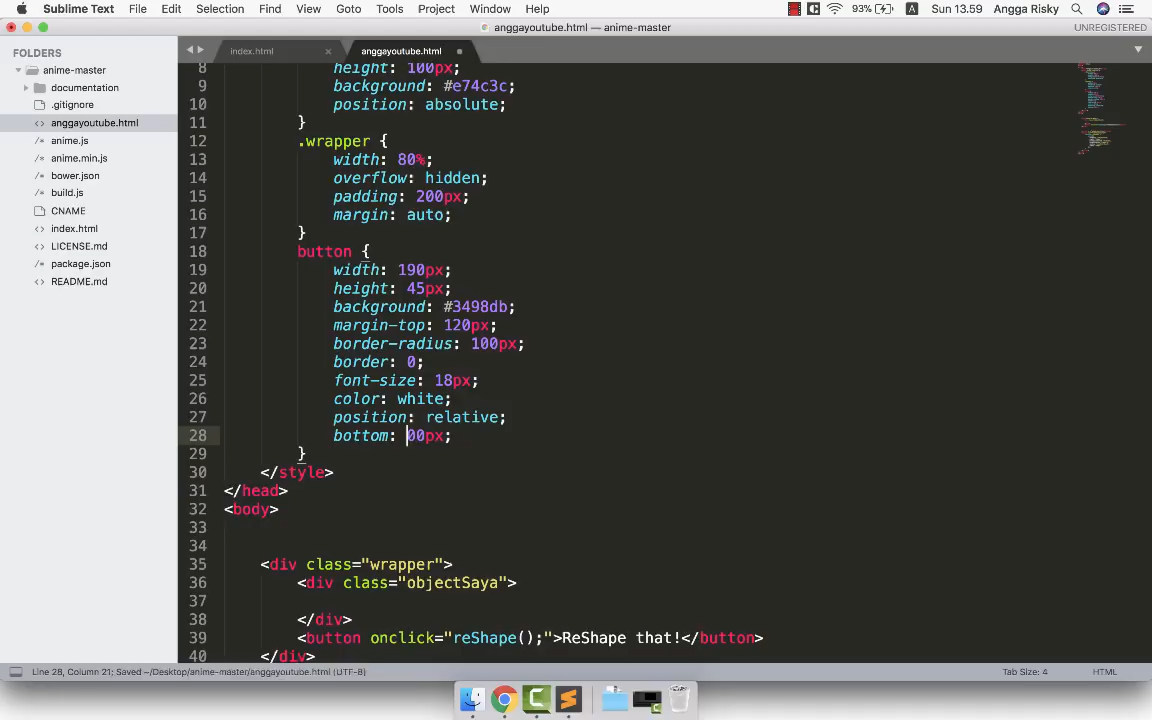 Sublime Text File Edit Selection Find View Goto Tools Project Window Help 93% A Sun 13.59 Angga Risky
anggayoutube.html — anime-master UNREGISTERED
FOLDERS
anime-master
documentation
.gitignore
anggayoutube.html
anime.js
anime.min.js
bower.json
build.js
CNAME
index.html
LICENSE.md
package.json
README.md
index.html × anggayoutube.html
8 height: 100px;
9 background: #e74c3c;
10 position: absolute;
11 }
12 .wrapper {
13 width: 80%;
14 overflow: hidden;
15 padding: 200px;
16 margin: auto;
17 }
18 button {
19 width: 190px;
20 height: 45px;
21 background: #3498db;
22 margin-top: 120px;
23 border-radius: 100px;
24 border: 0;
25 font-size: 18px;
26 color: white;
27 position: relative;
28 bottom: 00px;
29 }
30 </style>
31 </head>
32 <body>
33
34
35 <div class="wrapper">
36 <div class="objectSaya">
37
38 </div>
39 <button onclick="reShape();">ReShape that!</button>
40 </div>
Line 28, Column 21; Saved ~/Desktop/anime-master/anggayoutube.html (UTF-8) Tab Size: 4 HTML